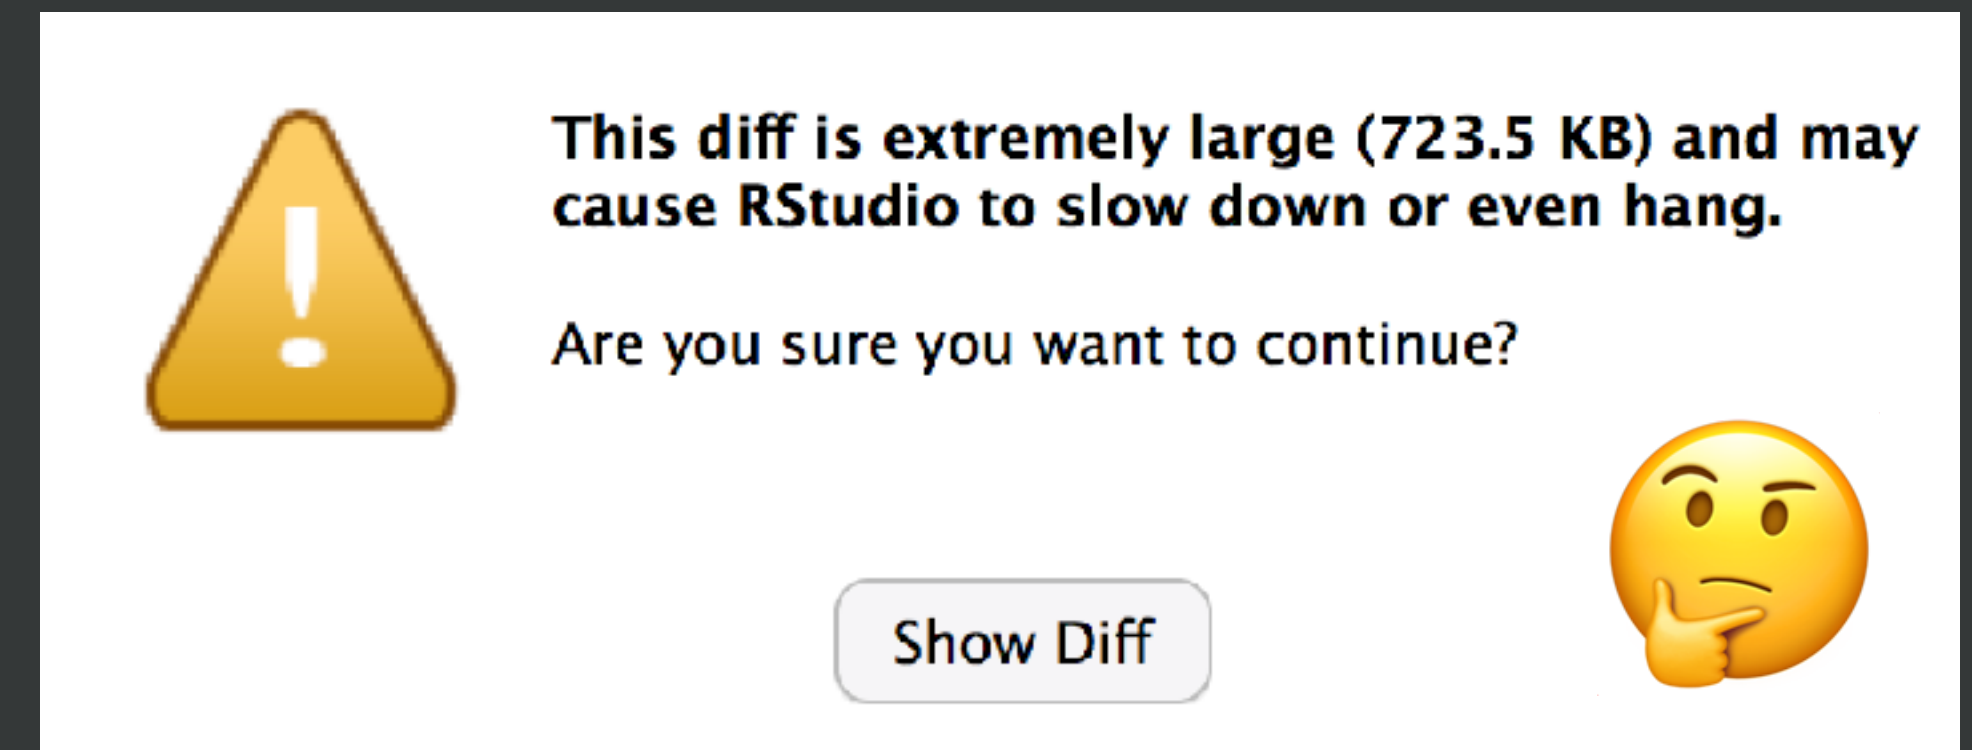 This diff is extremely large (723.5 KB) and may
cause RStudio to slow down or even hang.
Are you sure you want to continue?
Show Diff